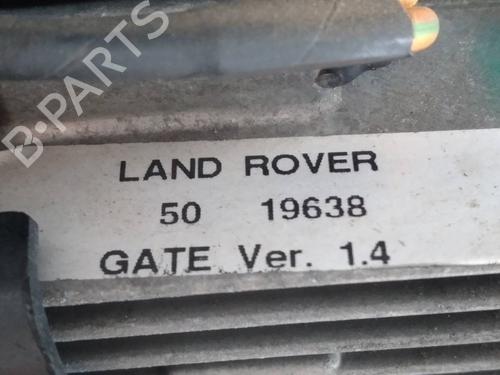 B-PARTS
LAND ROVER
50 19638
GATE Ver. 1.4